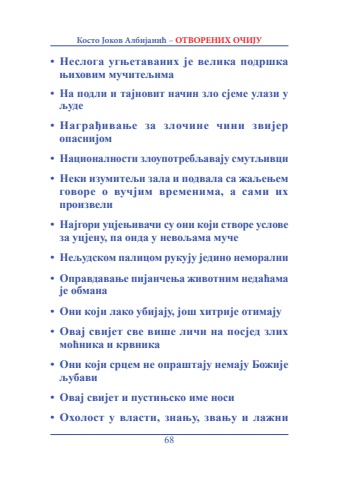 Косто Јоков Албијанић – ОТВОРЕНИХ ОЧИЈУ
• Неслога угњетаваних је велика подршка
њиховим мучитељима
• На подли и тајновит начин зло сјеме улази у
људе
• Награђивање за злочине чини звијер
опаснијом
• Националности злоупотребљавају смутљивци
• Неки изумитељи зала и подвала са жаљењем
говоре о вучјим временима, а сами их
произвели
• Најгори уцјењивачи су они који створе услове
за уцјену, па онда у невољама муче
• Нељудском палицом рукују једино неморални
• Оправдавање пијанчења животним недаћама
је обмана
• Они који лако убијају, још хитрије отимају
• Овај свијет све више личи на посјед злих
моћника и крвника
• Они који срцем не опраштају немају Божије
љубави
• Овај свијет и пустињско име носи
• Охолост у власти, знању, звању и лажни
68